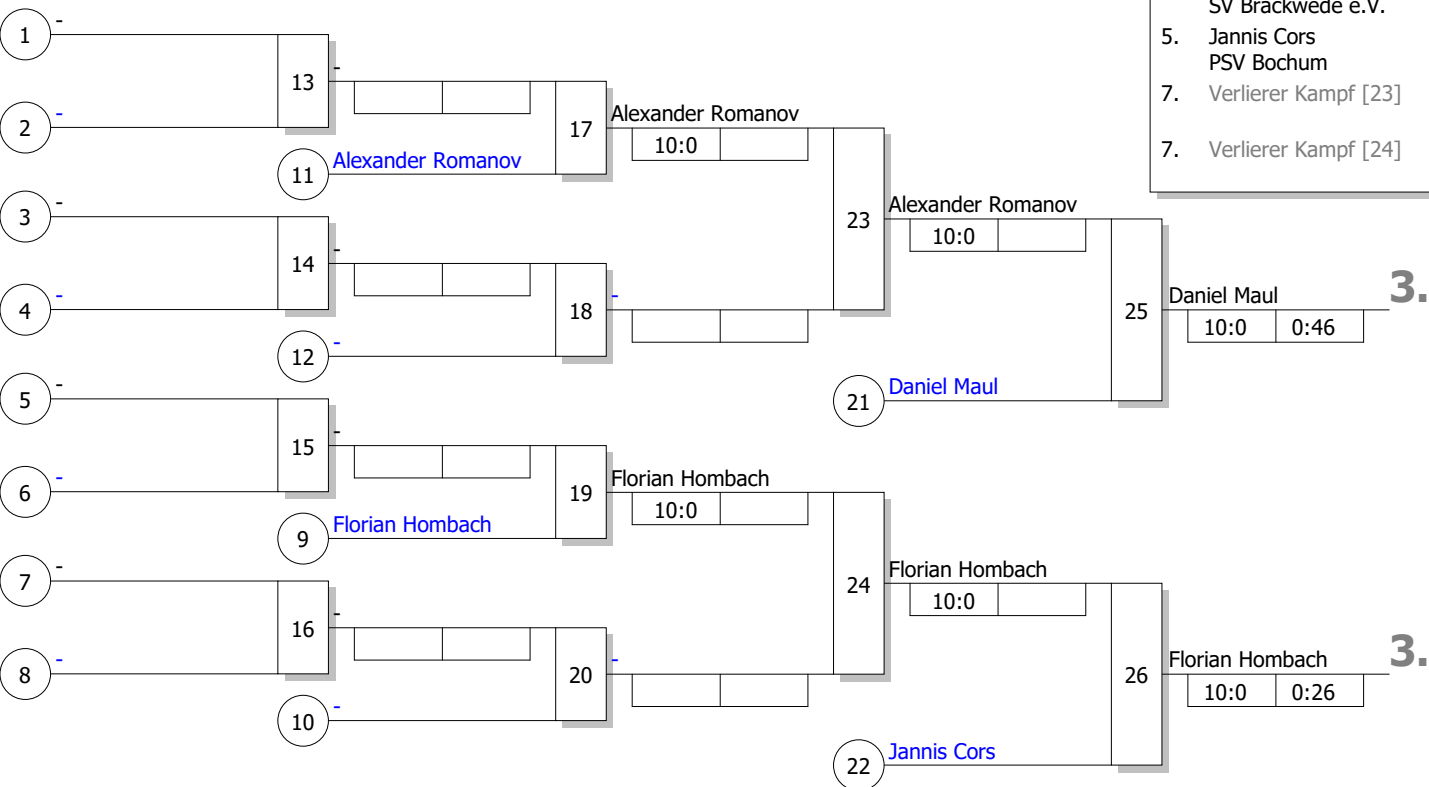 SV Brackwede e.V.
5. Jannis Cors
PSV Bochum
7. Verlierer Kampf [23]
7. Verlierer Kampf [24]
1 -
13 -
2 -
17 Alexander Romanov
10:0
11 Alexander Romanov
3 -
23 Alexander Romanov
10:0
14 -
4 -
18 -
12 -
25 Daniel Maul 3.
10:0 0:46
21 Daniel Maul
5 -
15 -
6 -
19 Florian Hombach
10:0
9 Florian Hombach
7 -
24 Florian Hombach
10:0
16 -
8 -
20 -
10 -
26 Florian Hombach 3.
10:0 0:26
22 Jannis Cors